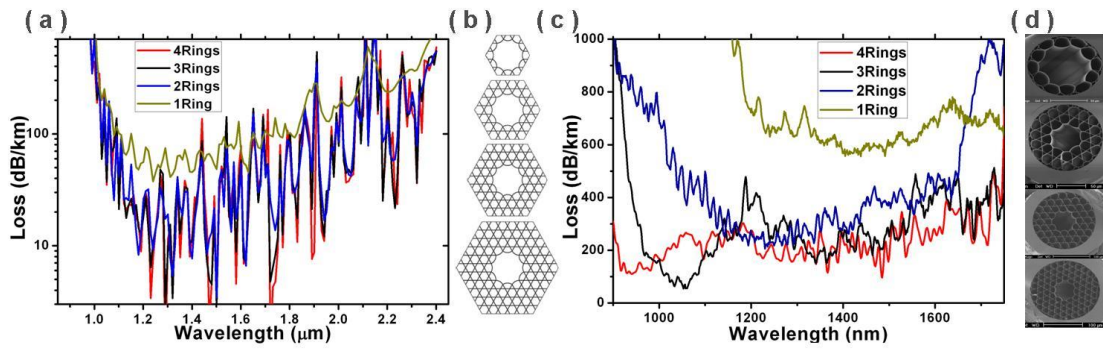 (a)
(b)
(c)
(d)
4Rings
3Rings
2Rings
1Ring
Loss (dB/km)
100
10
1.0
1.2
1.4
1.6
1.8
2.0
2.2
2.4
Wavelength (μm)
4Rings
3Rings
2Rings
1Ring
Loss (dB/km)
1000
800
600
400
200
0
1000
1200
1400
1600
Wavelength (nm)